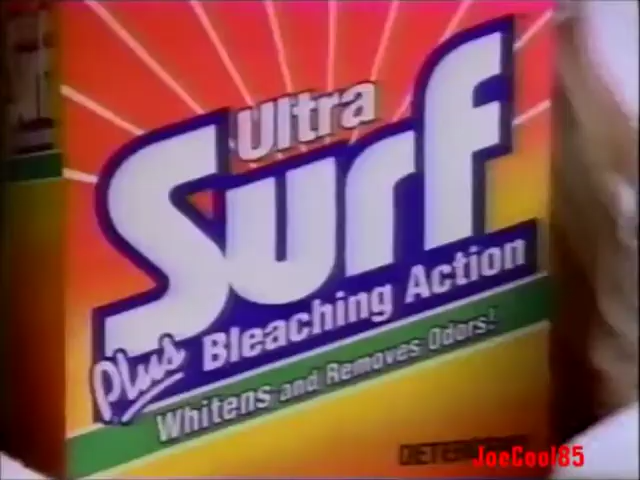 Ultra
Surf
Plus Bleaching Action
Whitens and Removes Odors!
JoeCool85